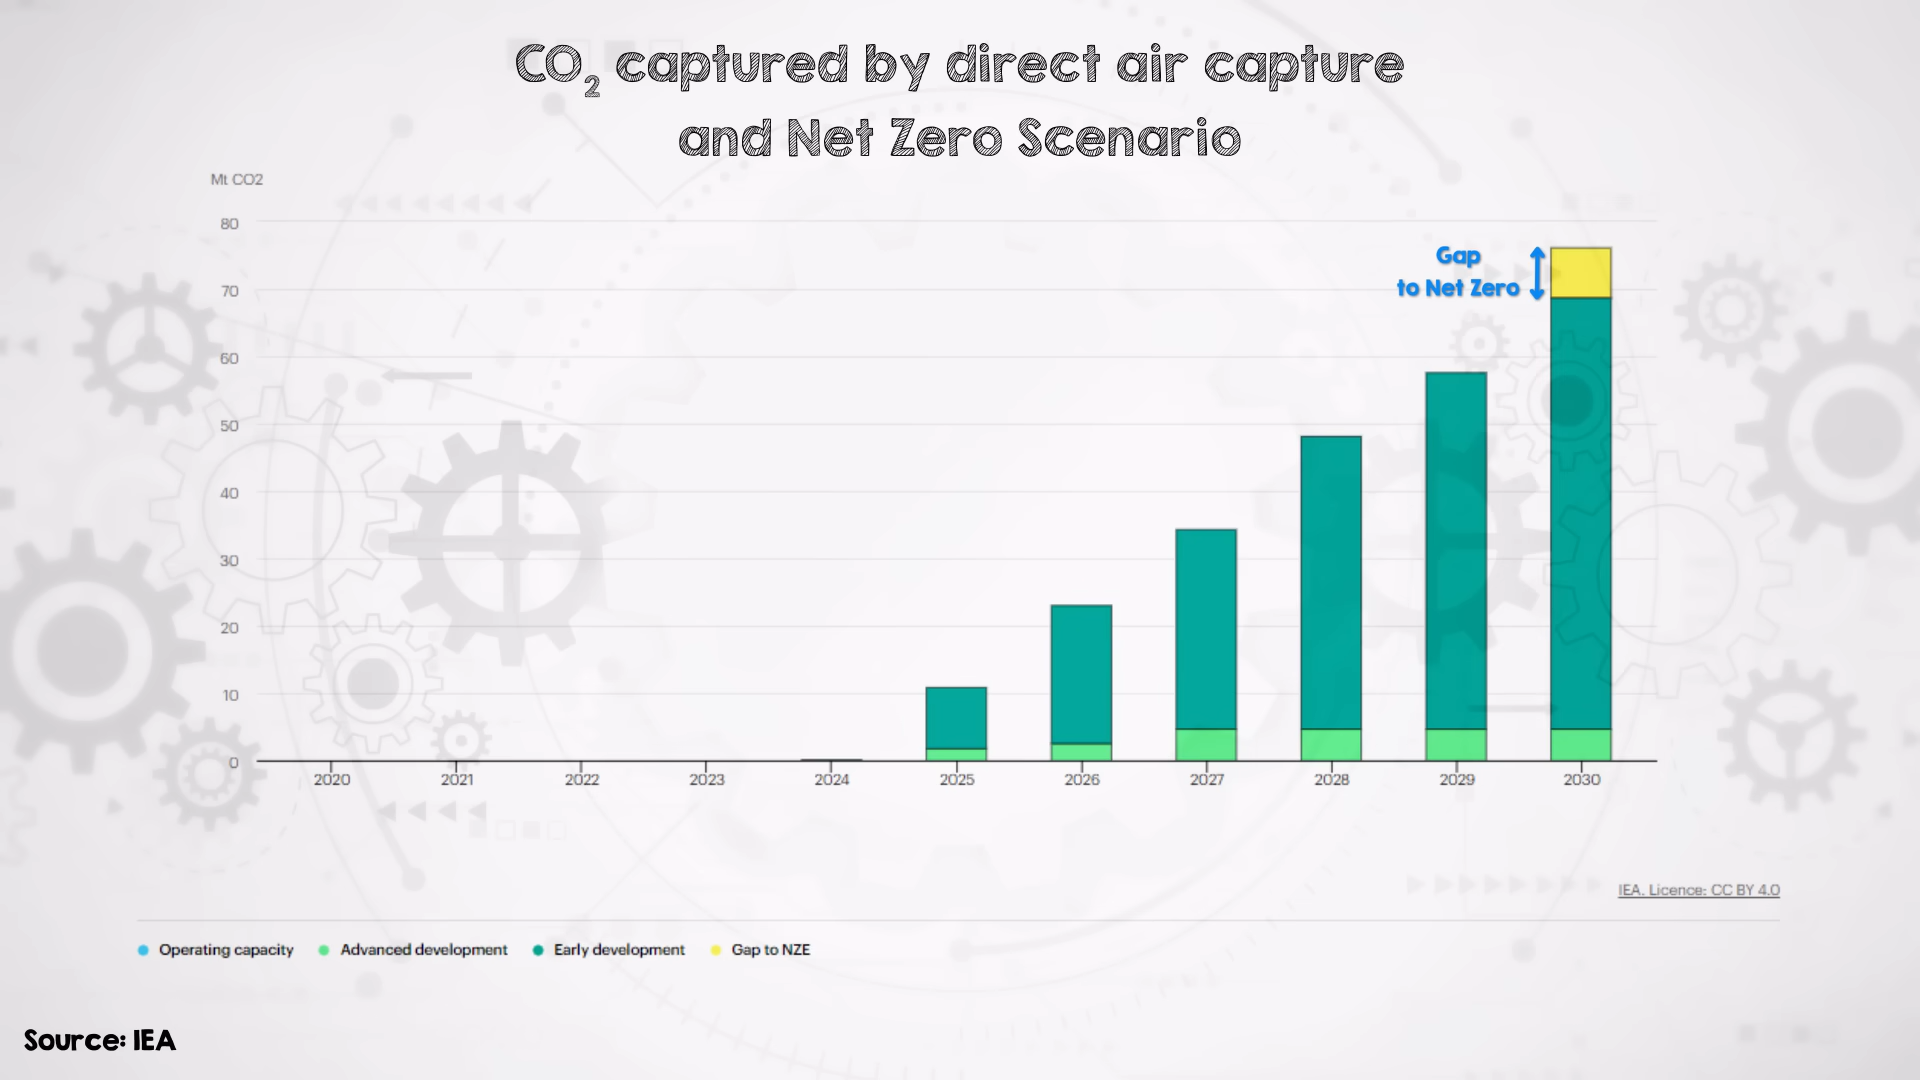 CO₂ captured by direct air capture
and Net Zero Scenario
Mt CO2
80
70
60
50
40
30
20
10
0
Gap
to Net Zero
2020 2021 2022 2023 2024 2025 2026 2027 2028 2029 2030
IEA. Licence: CC BY 4.0
Operating capacity Advanced development Early development Gap to NZE
Source: IEA